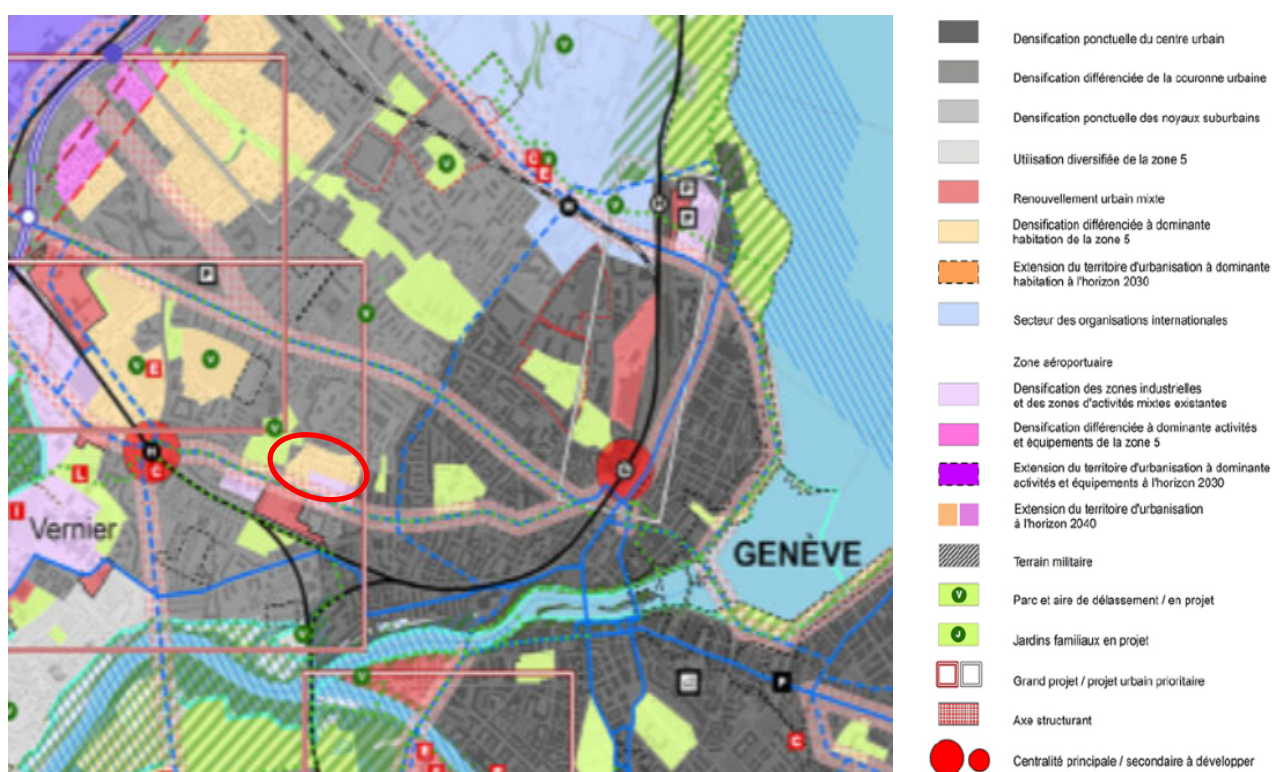 V
Densification ponctuelle du centre urbain
Densification différenciée de la couronne urbaine
Densification ponctuelle des noyaux suburbains
Utilisation diversifiée de la zone 5
Renouvellement urbain mixte
Densification différenciée à dominante
habitation de la zone 5
Extension du territoire d'urbanisation à dominante
habitation à l'horizon 2030
Secteur des organisations internationales
Zone aéroportuaire
Densification des zones industrielles
et des zones d'activités mixtes existantes
Densification différenciée à dominante activités
et équipements de la zone 5
Extension du territoire d'urbanisation à dominante
activités et équipements à l'horizon 2030
Extension du territoire d'urbanisation
à l'horizon 2040
Terrain militaire
V
Parc et aire de délassement / en projet
J
Jardins familiaux en projet
Grand projet / projet urbain prioritaire
Axe structurant
Centralité principale / secondaire à développer
V
C
E
H
P
P
P
V
E
V
V
H
C
L
I
Vernier
GENÈVE
P
C